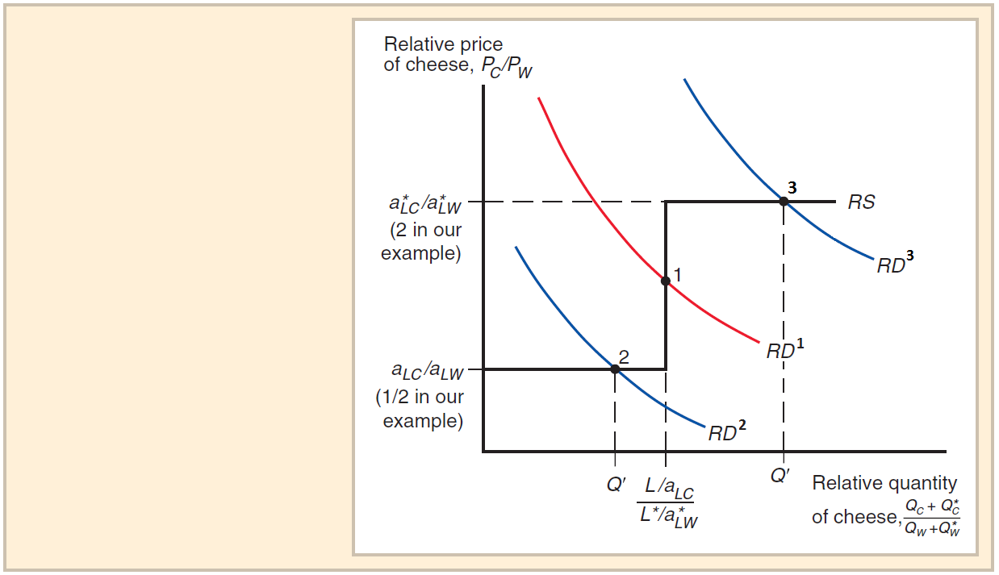 Relative price
of cheese, P_C/P_W
3
a*_LC/a*_LW
(2 in our
example)
RS
RD³
1
RD¹
2
a_LC/a_LW
(1/2 in our
example)
RD²
Q′
L/a_LC
L*/a*_LW
Q′
Relative quantity
of cheese, Q_C + Q*_C
Q_W + Q*_W